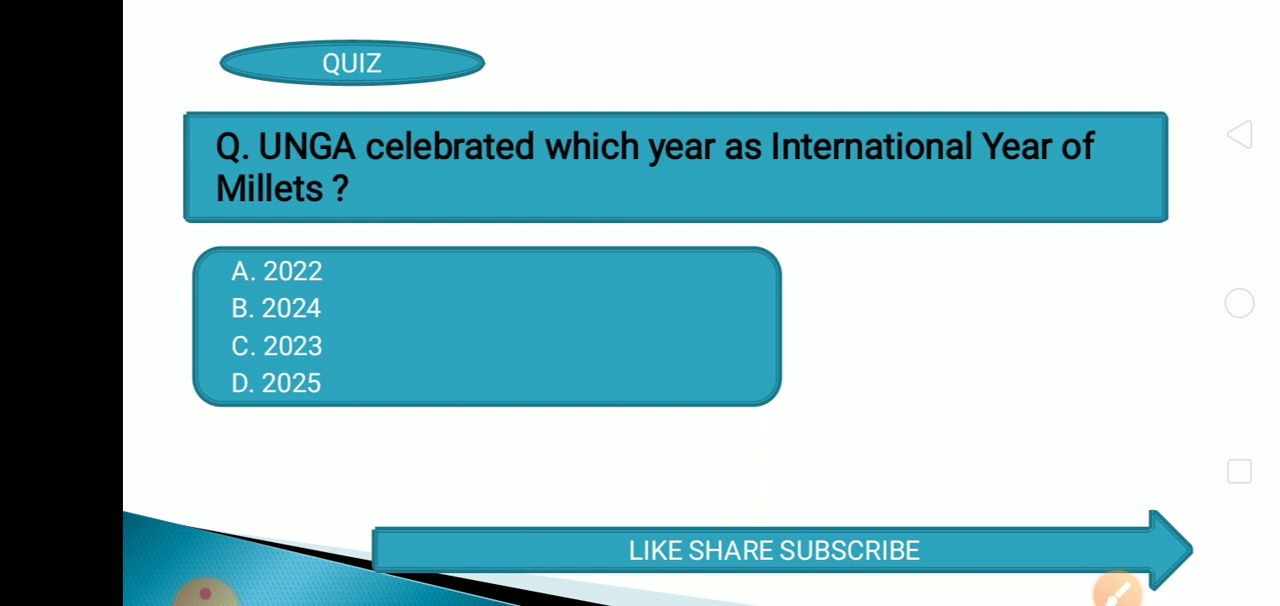 QUIZ
Q. UNGA celebrated which year as International Year of
Millets ?
A. 2022
B. 2024
C. 2023
D. 2025
LIKE SHARE SUBSCRIBE